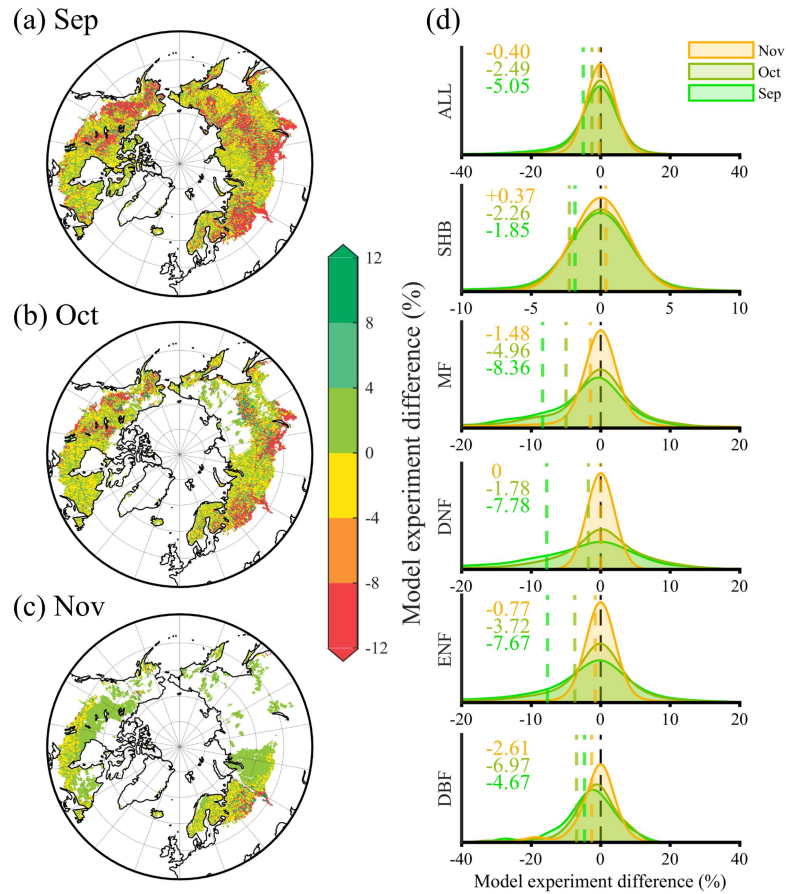 (a) Sep
(b) Oct
(c) Nov
12
8
4
0
-4
-8
-12
Model experiment difference (%)
(d)
Nov
Oct
Sep
ALL
-0.40
-2.49
-5.05
-40 -20 0 20 40
SHB
+0.37
-2.26
-1.85
-10 -5 0 5 10
MF
-1.48
-4.96
-8.36
-20 -10 0 10 20
DNF
0
-1.78
-7.78
-20 -10 0 10 20
ENF
-0.77
-3.72
-7.67
-20 -10 0 10 20
DBF
-2.61
-6.97
-4.67
-40 -20 0 20 40
Model experiment difference (%)